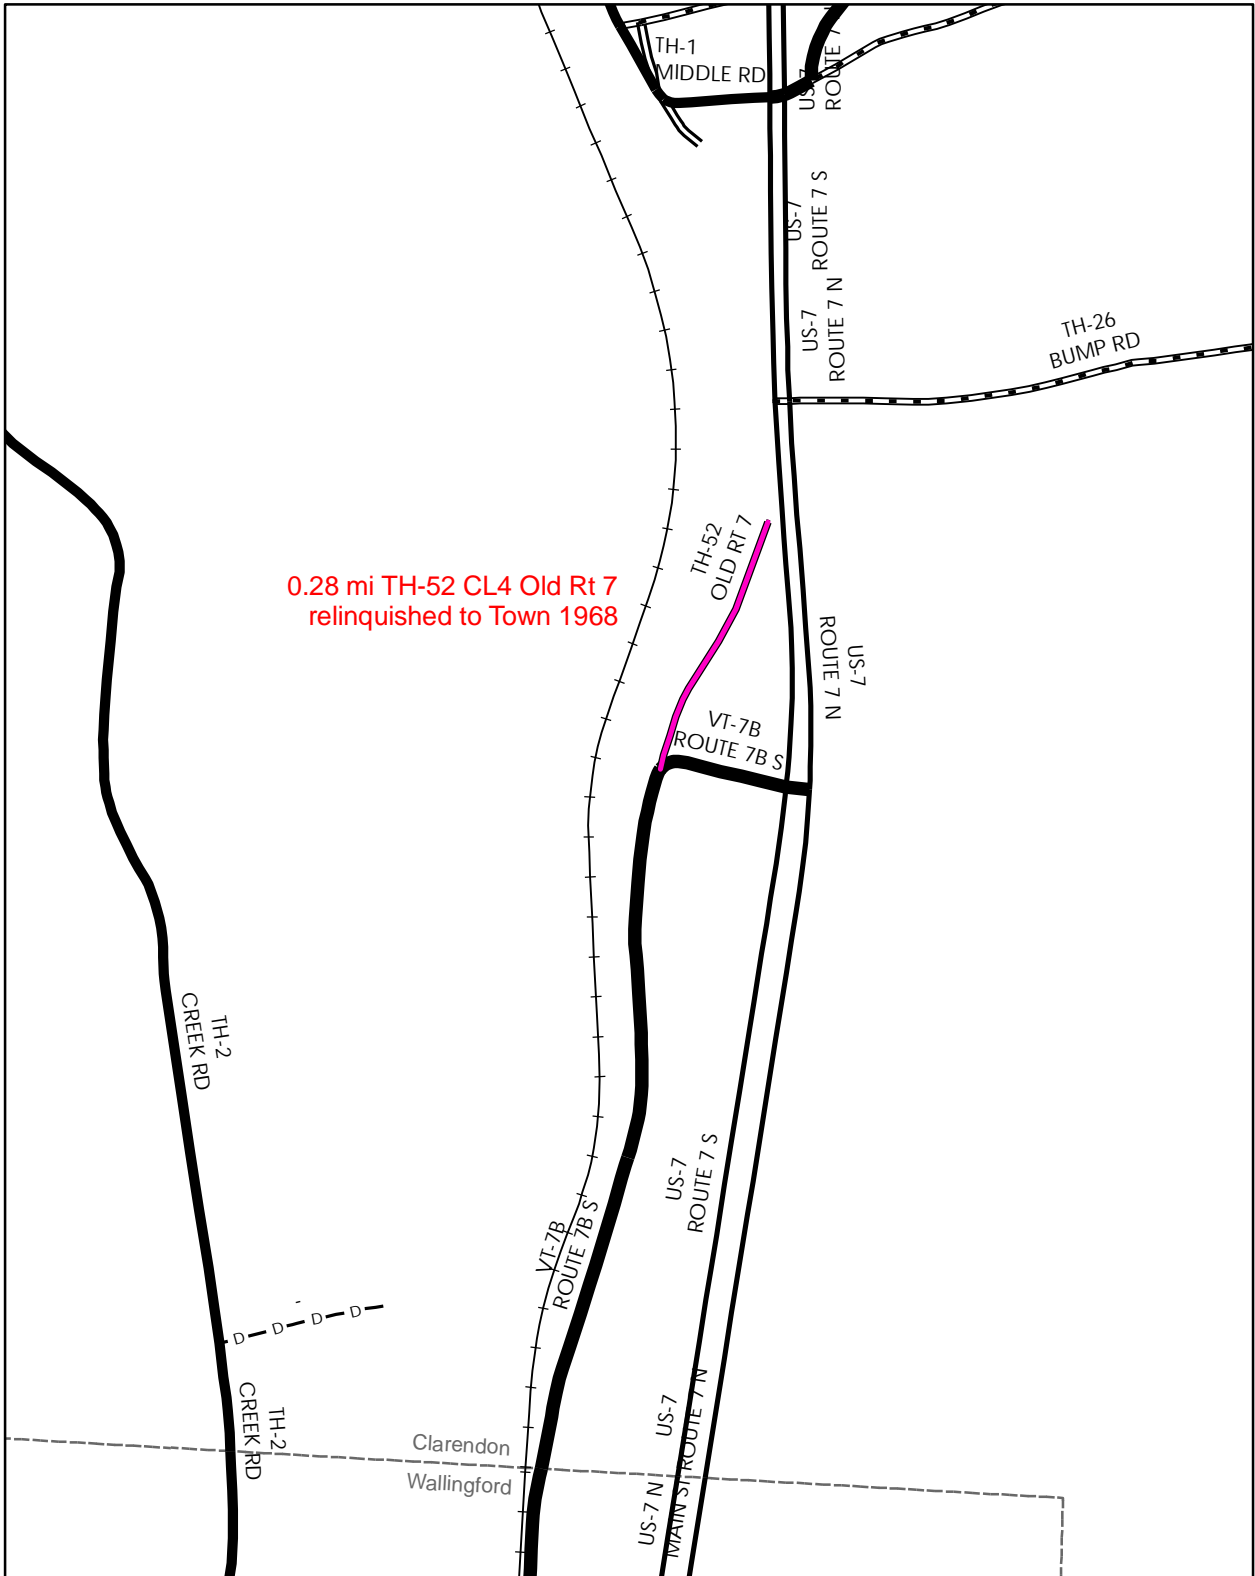 TH-1
MIDDLE RD
US-7
ROUTE 7
US-7
ROUTE 7 S
US-7
ROUTE 7 N
TH-26
BUMP RD
TH-52
OLD RT 7
0.28 mi TH-52 CL4 Old Rt 7
relinquished to Town 1968
US-7
ROUTE 7 N
VT-7B
ROUTE 7B S
TH-2
CREEK RD
US-7
ROUTE 7 S
VT-7B
ROUTE 7B S
-
D D D D
TH-2
CREEK RD
US-7
ROUTE 7 N
Clarendon
Wallingford
US-7 N
MAIN ST